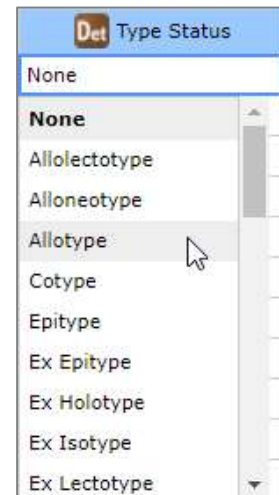 Det Type Status
None
None
Allolectotype
Alloneotype
Allotype
Cotype
Epitype
Ex Epitype
Ex Holotype
Ex Isotype
Ex Lectotype